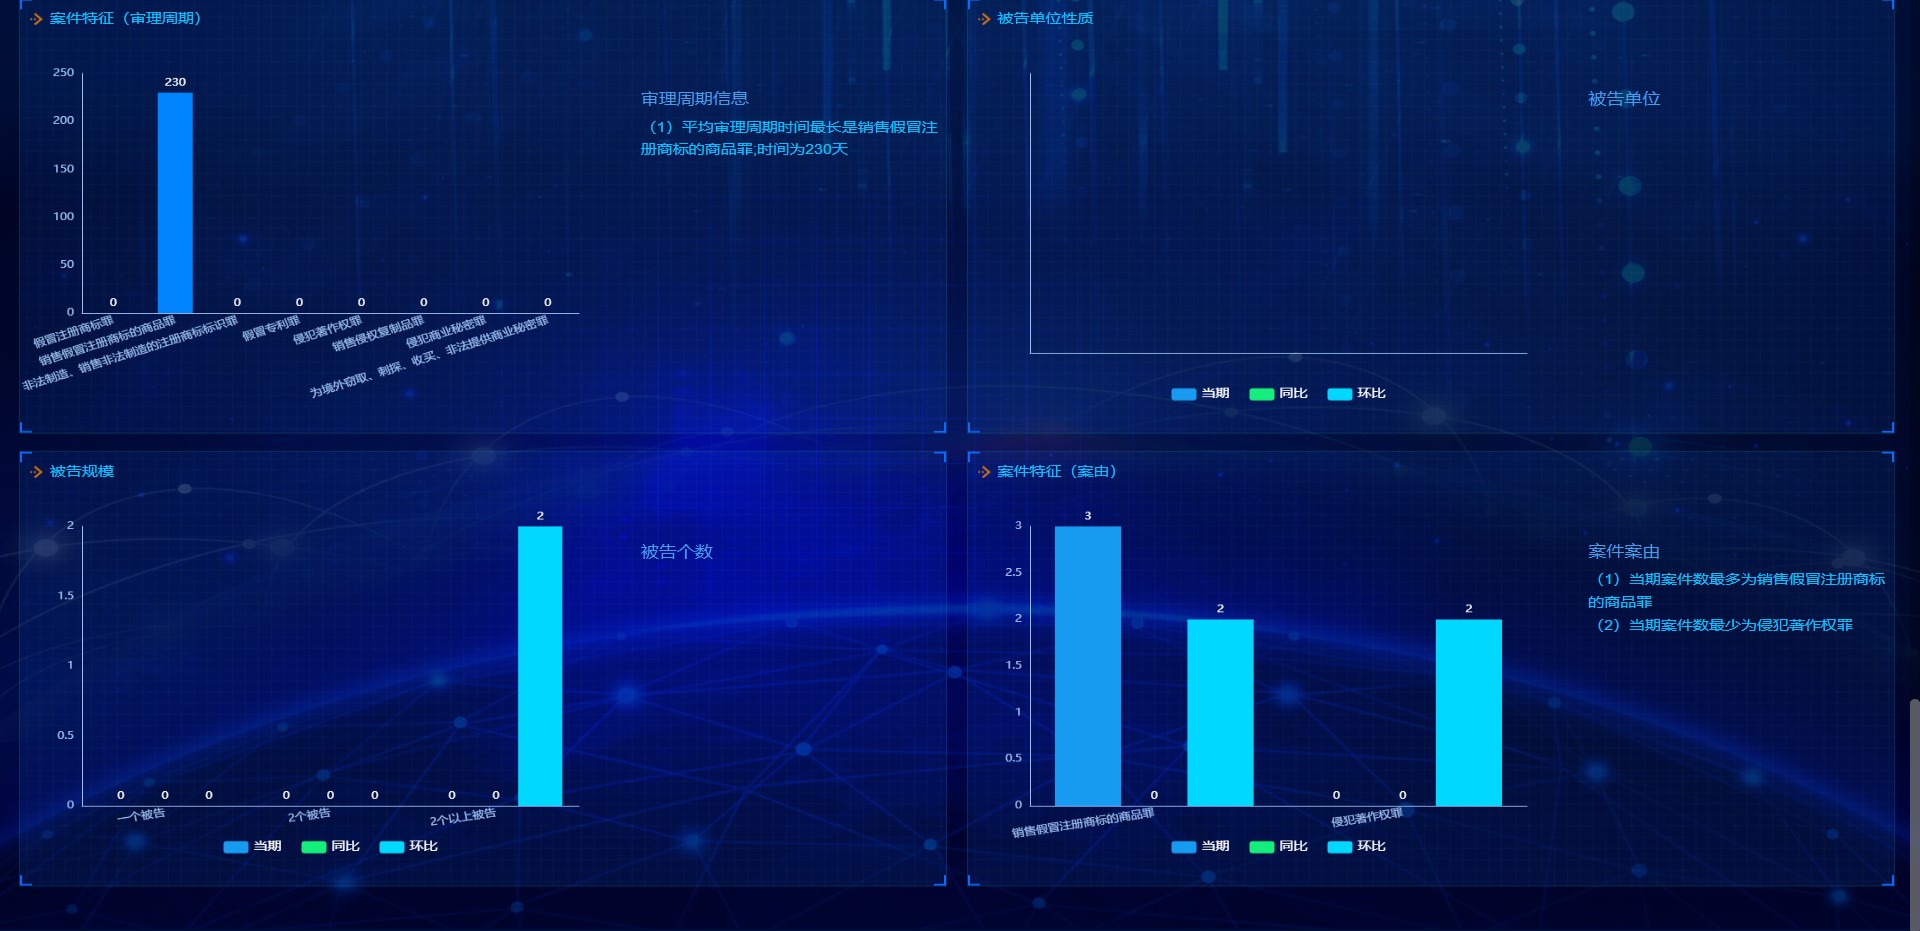 案件特征（审理周期）
250
200
150
100
50
0
230
0
0
0
0
0
0
0
假冒注册商标罪
销售假冒注册商标的商品罪
非法制造、销售非法制造的注册商标标识罪
假冒专利罪
侵犯著作权罪
销售侵权复制品罪
侵犯商业秘密罪
为境外窃取、刺探、收买、非法提供商业秘密罪
审理周期信息
（1）平均审理周期时间最长是销售假冒注
册商标的商品罪;时间为230天
被告单位性质
被告单位
当期 同比 环比
被告规模
2
1.5
1
0.5
0
0 0 0
0 0 0
0 0 2
一个被告
2个被告
2个以上被告
当期 同比 环比
被告个数
案件特征（案由）
3
2.5
2
1.5
1
0.5
0
3 0 2
0 0 2
销售假冒注册商标的商品罪
侵犯著作权罪
当期 同比 环比
案件案由
（1）当期案件数最多为销售假冒注册商标
的商品罪
（2）当期案件数最少为侵犯著作权罪